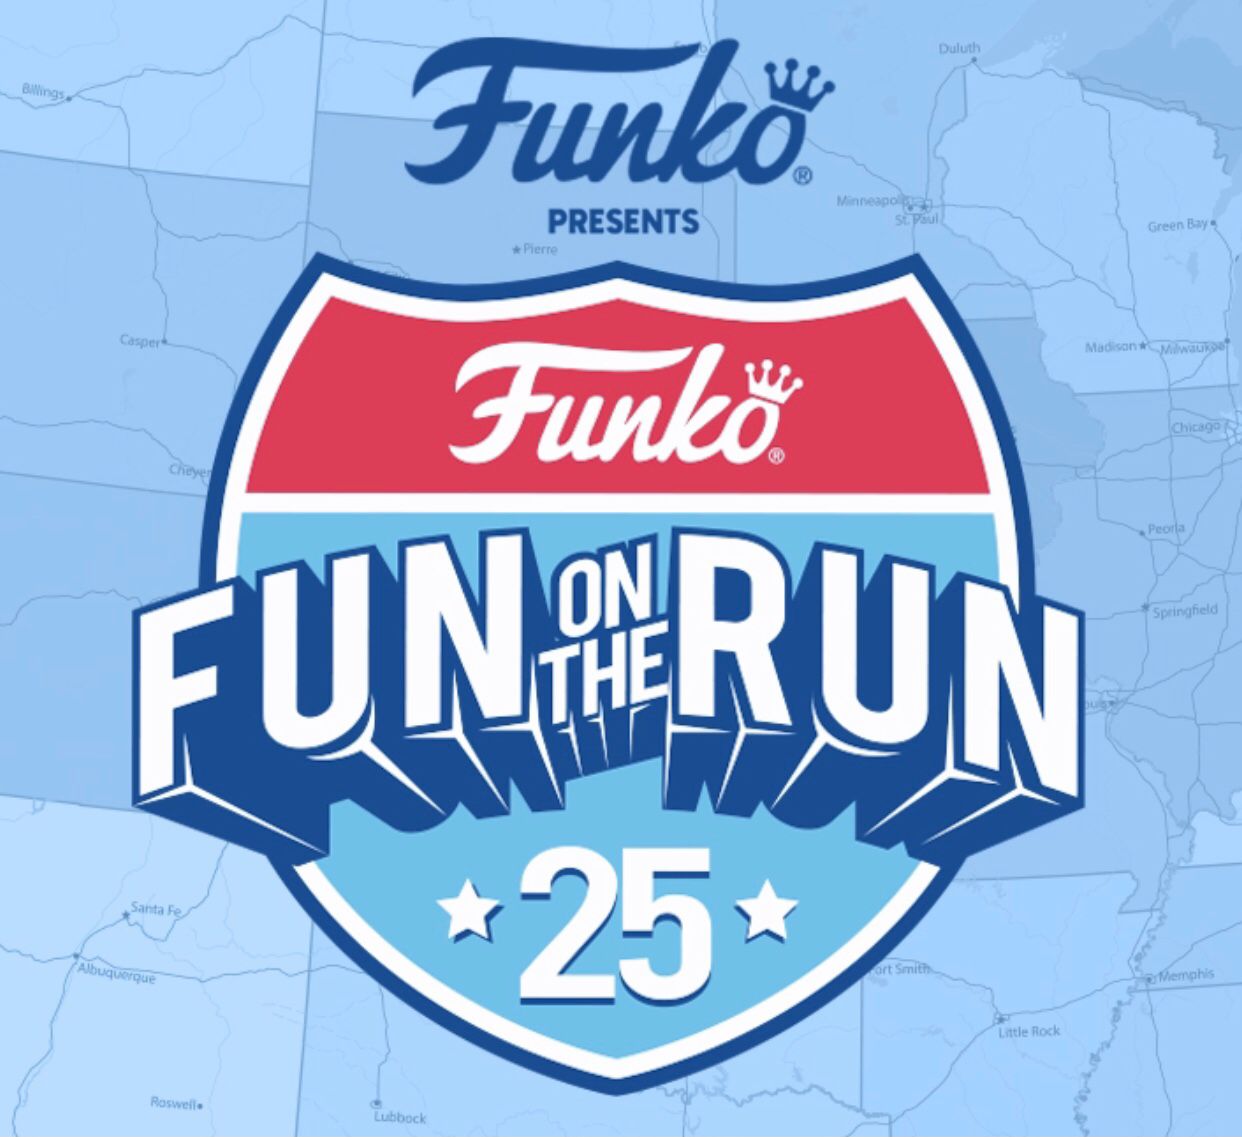 Funko®
PRESENTS
Funko®
FUN ON THE RUN
25
Billings
Duluth
Minneapolis
St. Paul
Green Bay
Pierre
Casper
Madison
Milwaukee
Chicago
Cheyen
Peoria
Springfield
Santa Fe
Albuquerque
ort Smith
Memphis
Little Rock
Roswell
Lubbock